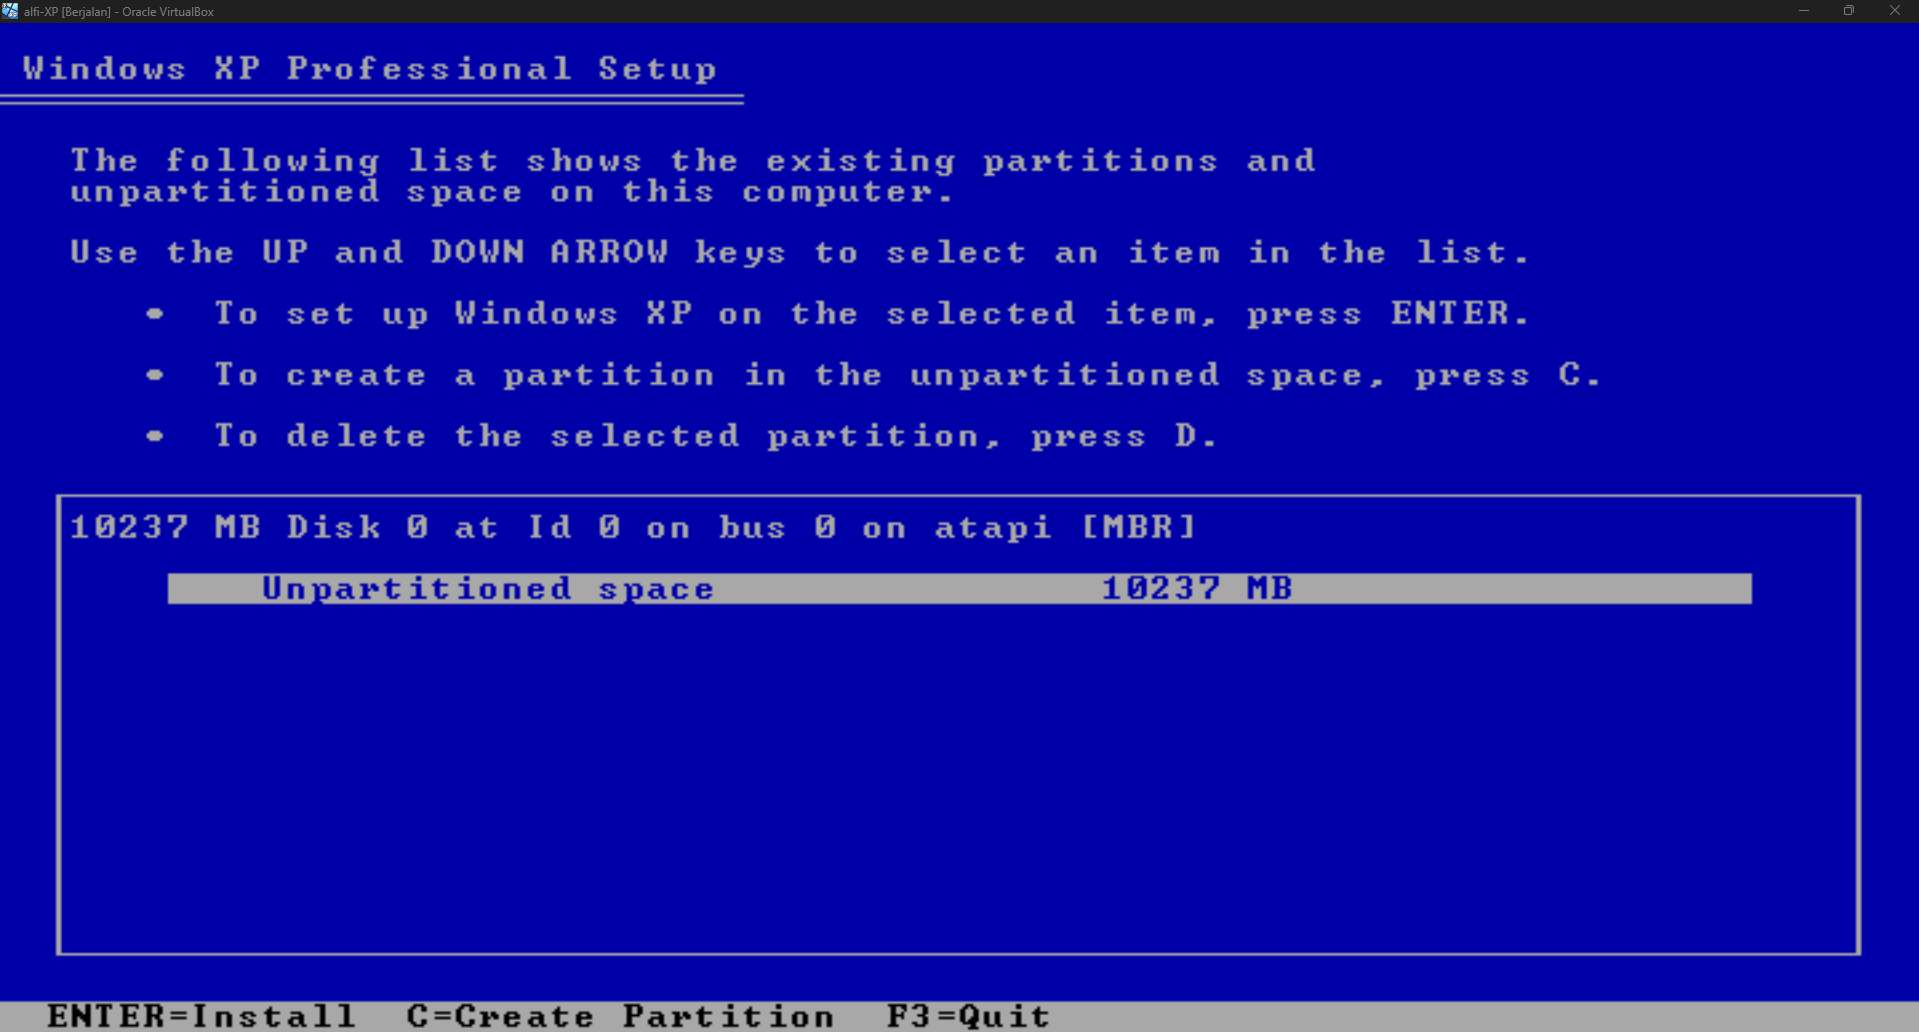 alfi-XP [Berjalan] - Oracle VirtualBox
Windows XP Professional Setup
The following list shows the existing partitions and
unpartitioned space on this computer.
Use the UP and DOWN ARROW keys to select an item in the list.
• To set up Windows XP on the selected item, press ENTER.
• To create a partition in the unpartitioned space, press C.
• To delete the selected partition, press D.
10237 MB Disk 0 at Id 0 on bus 0 on atapi [MBR]
Unpartitioned space 10237 MB
ENTER=Install C=Create Partition F3=Quit